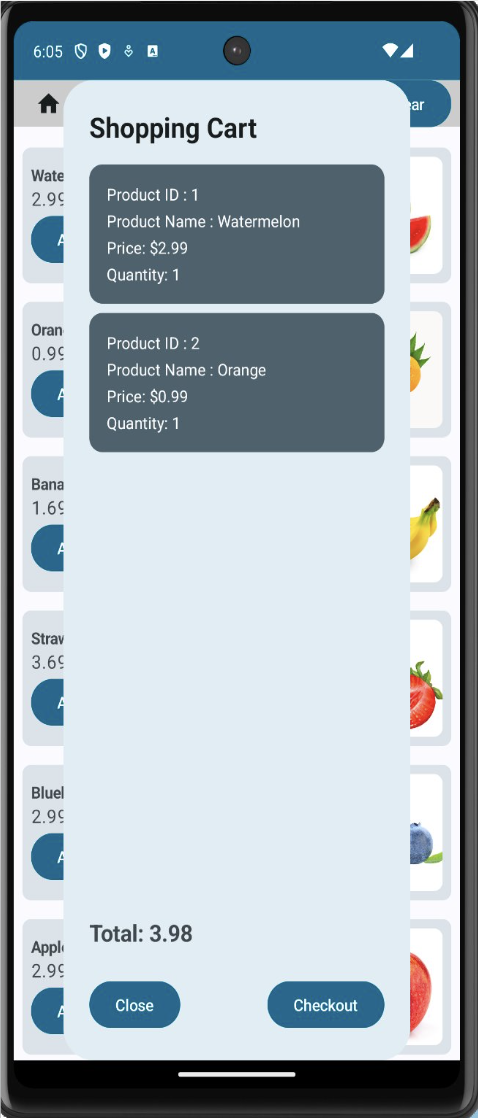 6:05
ear
Shopping Cart
Product ID : 1
Product Name : Watermelon
Price: $2.99
Quantity: 1
Product ID : 2
Product Name : Orange
Price: $0.99
Quantity: 1
Wate
2.99
A
Oran
0.99
A
Bana
1.69
A
Straw
3.69
A
Blue
2.99
A
Apple
2.99
A
Total: 3.98
Close
Checkout